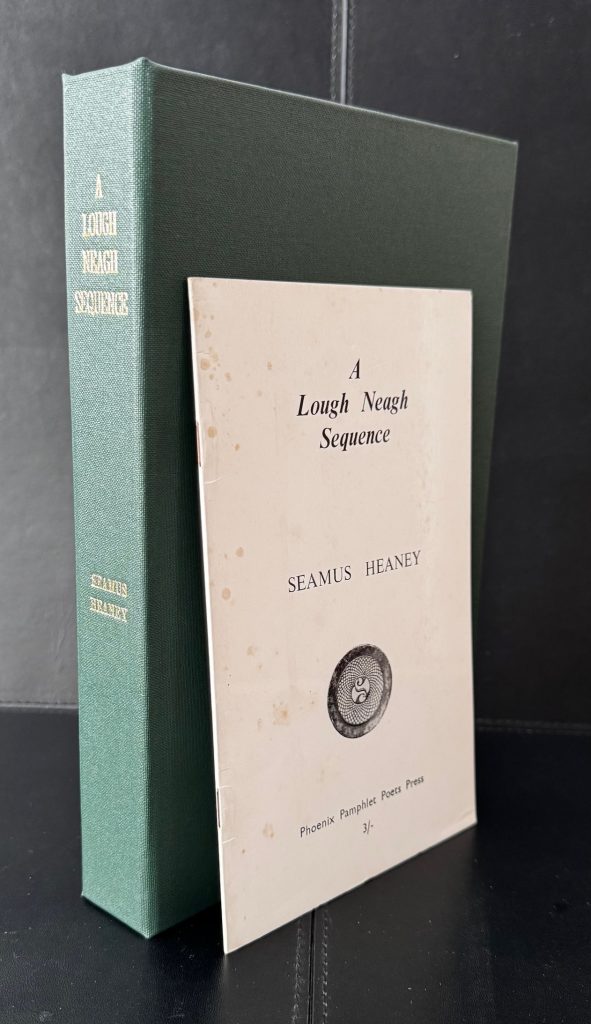 A
LOUGH
NEAGH
SEQUENCE
SEAMUS
HEANEY
A
Lough Neagh
Sequence
SEAMUS HEANEY
Phoenix Pamphlet Poets Press
3/-